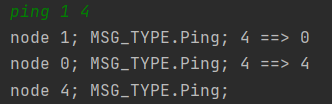 ping 1 4
node 1; MSG_TYPE.Ping; 4 ==> 0
node 0; MSG_TYPE.Ping; 4 ==> 4
node 4; MSG_TYPE.Ping;